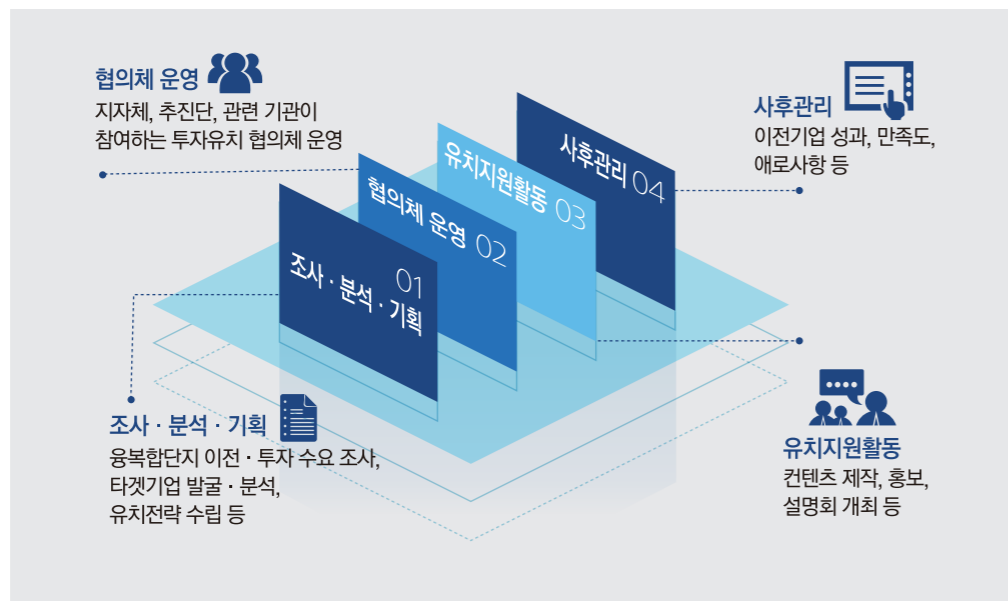 협의체 운영
지자체, 추진단, 관련 기관이
참여하는 투자유치 협의체 운영
사후관리
이전기업 성과, 만족도,
애로사항 등
사후관리 04
유치지원활동 03
협의체 운영 02
01
조사 · 분석 · 기획
조사 · 분석 · 기획
융복합단지 이전 · 투자 수요 조사,
타겟기업 발굴 · 분석,
유치전략 수립 등
유치지원활동
컨텐츠 제작, 홍보,
설명회 개최 등